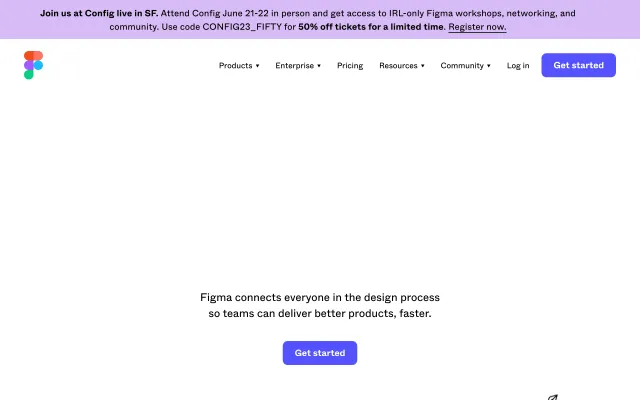 Join us at Config live in SF. Attend Config June 21-22 in person and get access to IRL-only Figma workshops, networking, and
community. Use code CONFIG23_FIFTY for 50% off tickets for a limited time. Register now.
Products ▾ Enterprise ▾ Pricing Resources ▾ Community ▾ Log in Get started
Figma connects everyone in the design process
so teams can deliver better products, faster.
Get started